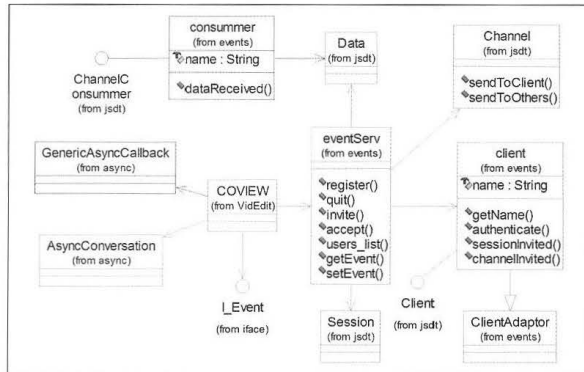 consummer
(from events)
name : String
dataReceived()
ChannelC
onsummer
(from jsdt)
Data
(from jsdt)
Channel
(from jsdt)
sendToClient()
sendToOthers()
GenericAsyncCallback
(from async)
COVIEW
(from VidEdit)
AsyncConversation
(from async)
I_Event
(from iface)
eventServ
(from events)
register()
quit()
invite()
accept()
users_list()
getEvent()
setEvent()
client
(from events)
name : String
getName()
authenticate()
sessionInvited()
channelInvited()
Client
(from jsdt)
Session
(from jsdt)
ClientAdaptor
(from events)